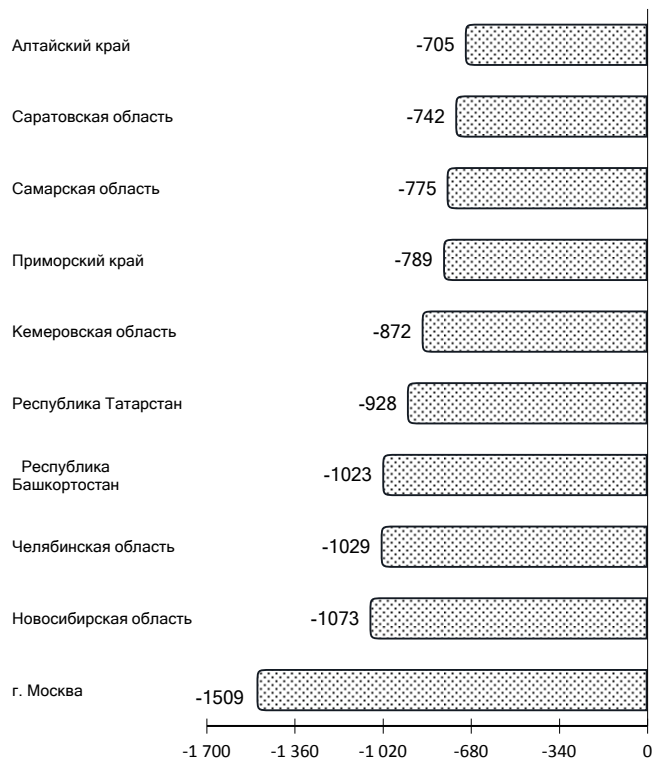 Алтайский край -705
Саратовская область -742
Самарская область -775
Приморский край -789
Кемеровская область -872
Республика Татарстан -928
Республика
Башкортостан -1023
Челябинская область -1029
Новосибирская область -1073
г. Москва -1509
-1 700 -1 360 -1 020 -680 -340 0